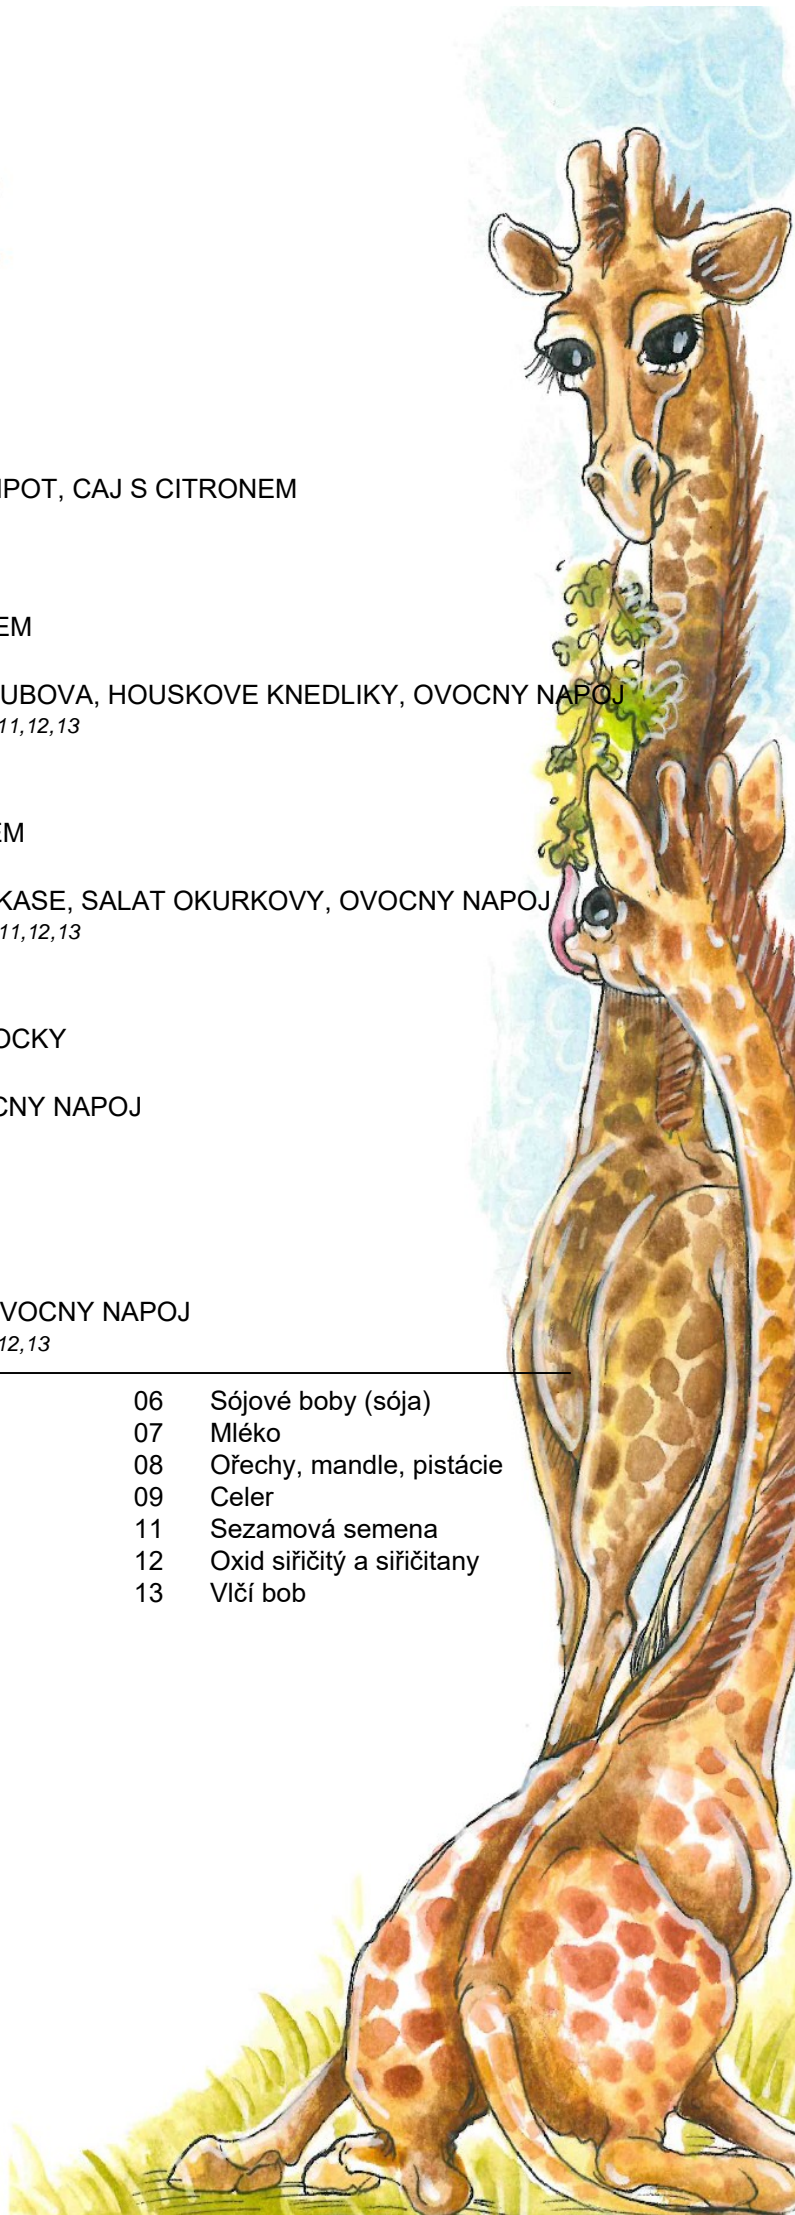 IPOT, CAJ S CITRONEM
EM
UBOVA, HOUSKOVE KNEDLIKY, OVOCNY NAPOJ
11,12,13
EM
KASE, SALAT OKURKOVY, OVOCNY NAPOJ
11,12,13
OCKY
CNY NAPOJ
VOCNY NAPOJ
12,13
06 Sójové boby (sója)
07 Mléko
08 Ořechy, mandle, pistácie
09 Celer
11 Sezamová semena
12 Oxid siřičitý a siřičitany
13 Vlčí bob